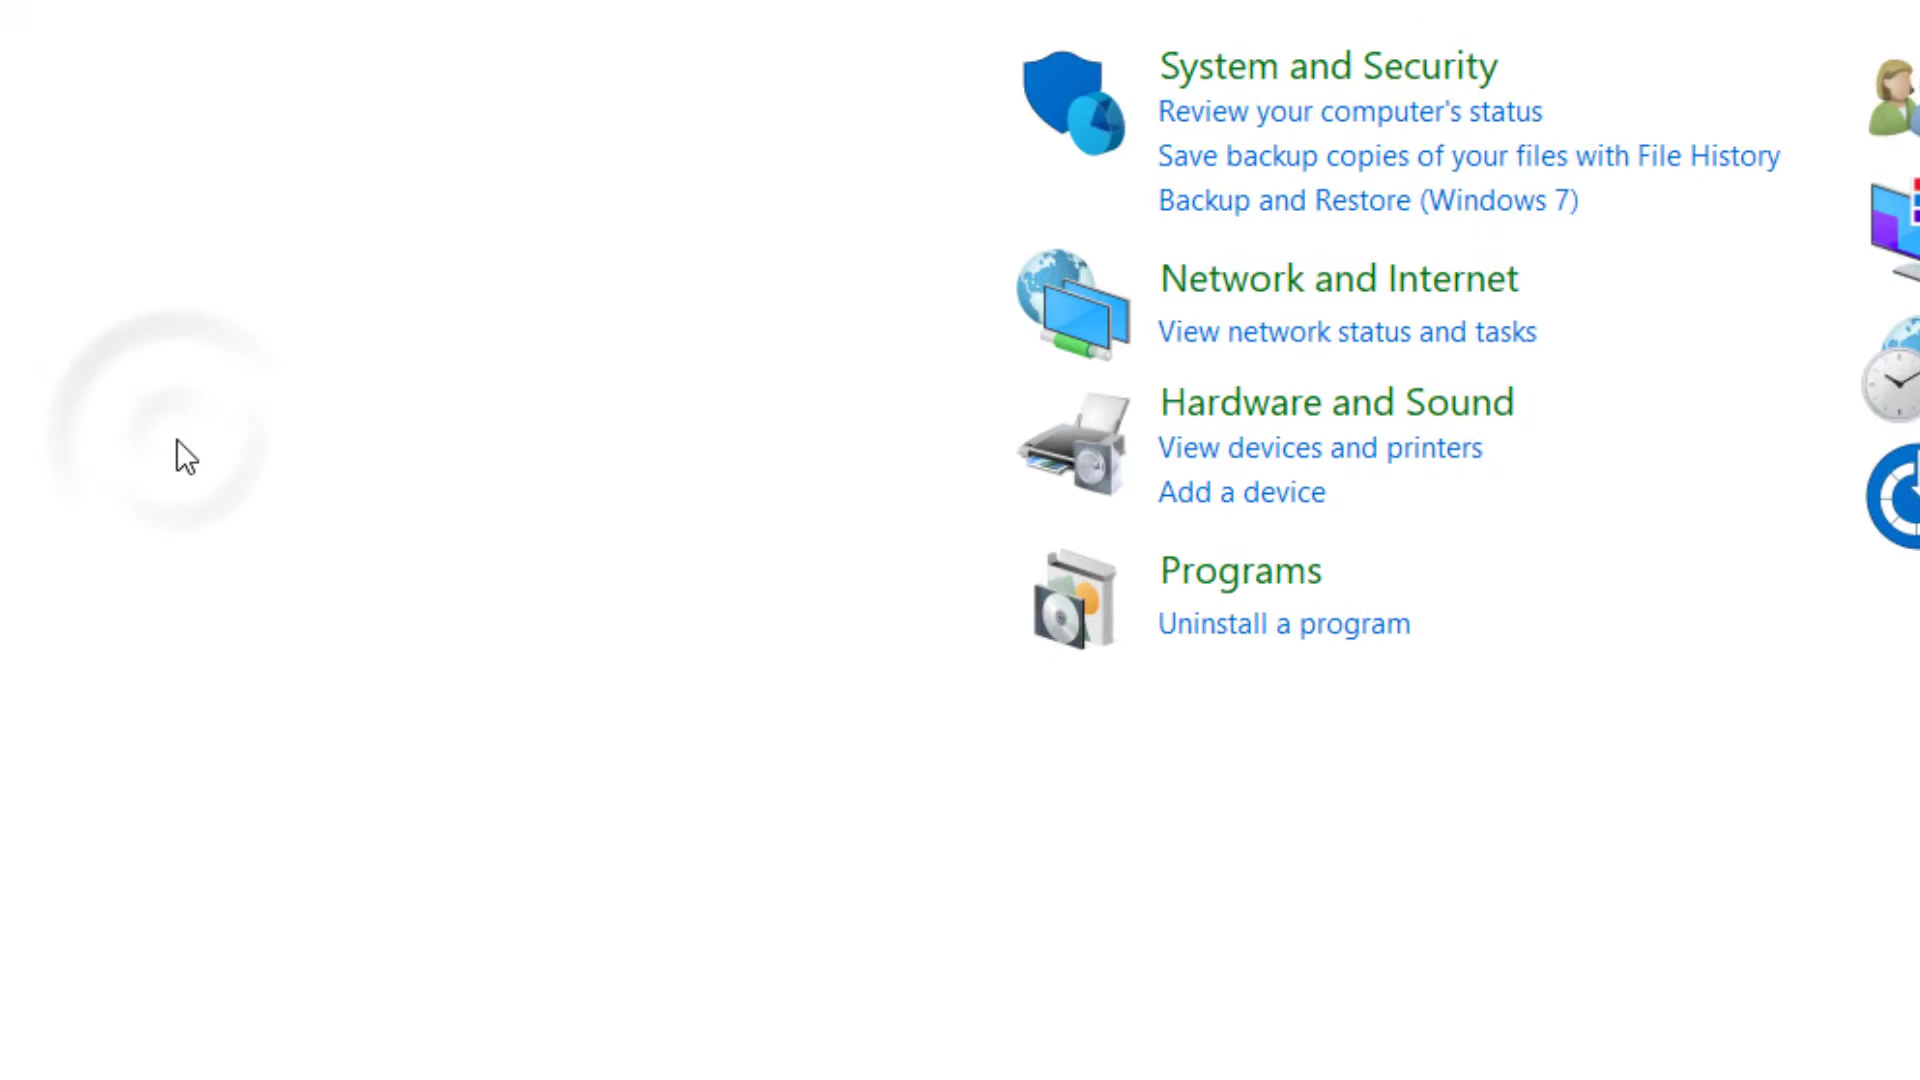 System and Security
Review your computer's status
Save backup copies of your files with File History
Backup and Restore (Windows 7)
Network and Internet
View network status and tasks
Hardware and Sound
View devices and printers
Add a device
Programs
Uninstall a program